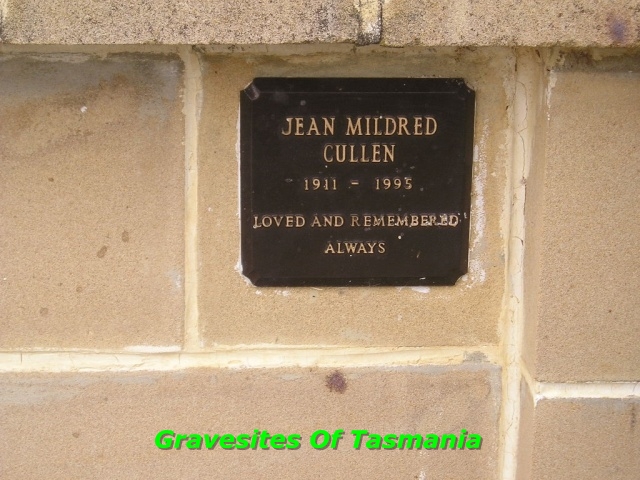 JEAN MILDRED
CULLEN
1911 - 1995
LOVED AND REMEMBERED
ALWAYS
Gravesites Of Tasmania